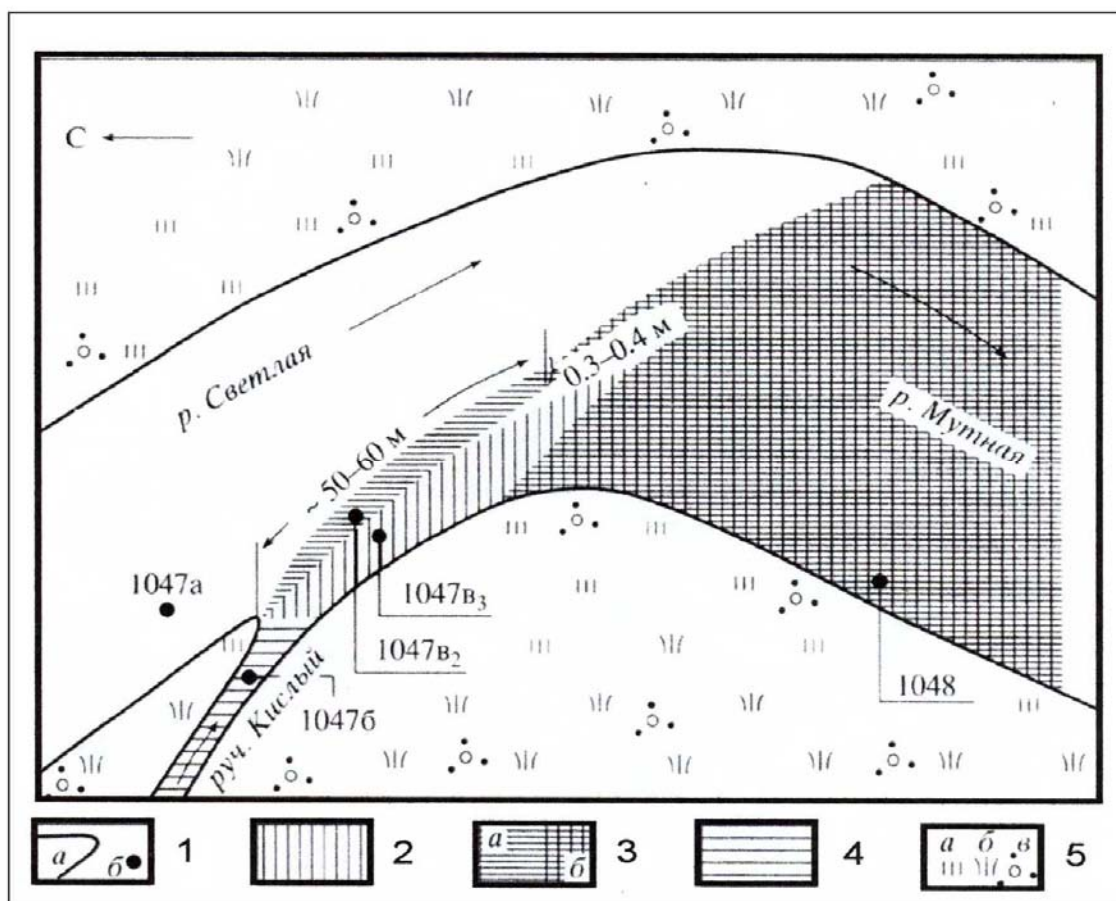 С
р. Светлая
0.3–0.4 м
р. Мутная
~ 50–60 м
1047а
1047в₃
1047в₂
1048
1047б
руч. Кислый
а б 1
2
а б 3
4
а б в 5